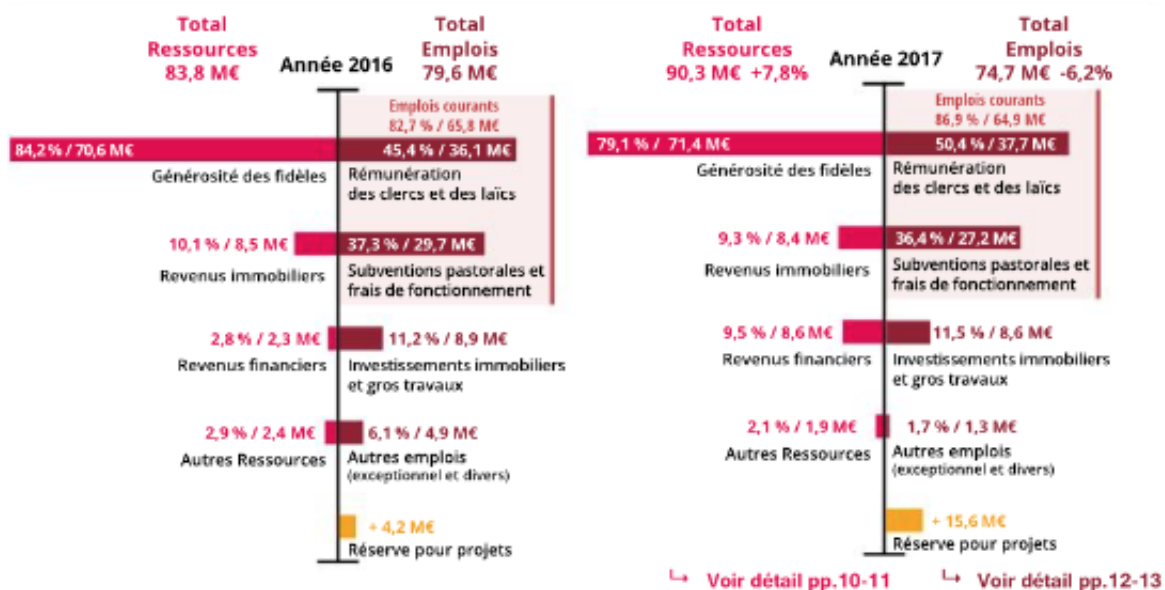 Total
Ressources
83,8 M€
Année 2016
Total
Emplois
79,6 M€
Emplois courants
82,7 % / 65,8 M€
84,2 % / 70,6 M€
45,4 % / 36,1 M€
Générosité des fidèles
Rémunération
des clercs et des laïcs
10,1 % / 8,5 M€
37,3 % / 29,7 M€
Revenus immobiliers
Subventions pastorales et
frais de fonctionnement
2,8 % / 2,3 M€
11,2 % / 8,9 M€
Revenus financiers
Investissements immobiliers
et gros travaux
2,9 % / 2,4 M€
6,1 % / 4,9 M€
Autres Ressources
Autres emplois
(exceptionnel et divers)
+ 4,2 M€
Réserve pour projets
Total
Ressources
90,3 M€ +7,8%
Année 2017
Total
Emplois
74,7 M€ -6,2%
Emplois courants
86,9 % / 64,9 M€
79,1 % / 71,4 M€
50,4 % / 37,7 M€
Générosité des fidèles
Rémunération
des clercs et des laïcs
9,3 % / 8,4 M€
36,4 % / 27,2 M€
Revenus immobiliers
Subventions pastorales et
frais de fonctionnement
9,5 % / 8,6 M€
11,5 % / 8,6 M€
Revenus financiers
Investissements immobiliers
et gros travaux
2,1 % / 1,9 M€
1,7 % / 1,3 M€
Autres Ressources
Autres emplois
(exceptionnel et divers)
+ 15,6 M€
Réserve pour projets
↳ Voir détail pp.10-11
↳ Voir détail pp.12-13